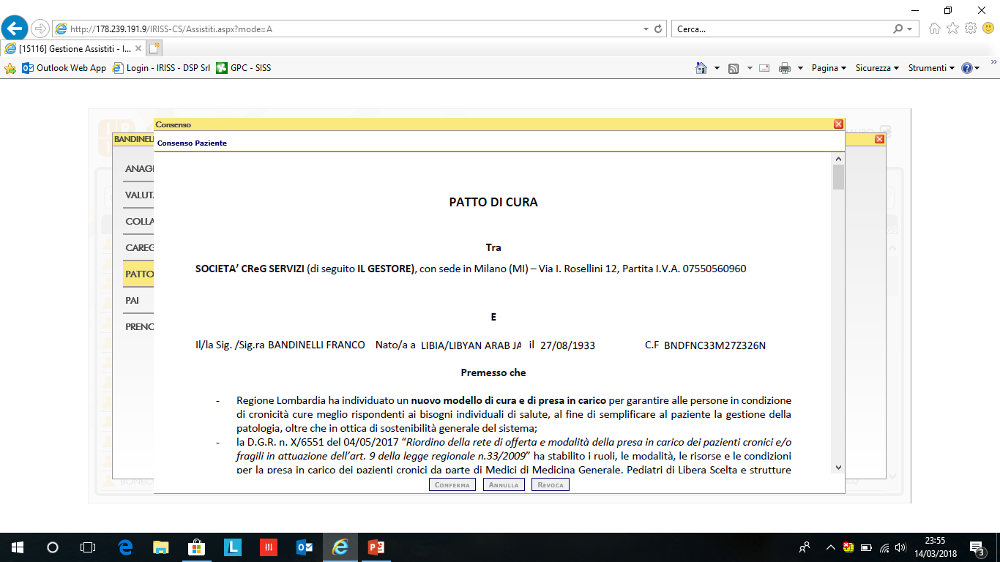 http://178.239.191.9/IRISS-CS/Assistiti.aspx?mode=A
Cerca...
[15116] Gestione Assistiti - I...
Outlook Web App
Login - IRISS - DSP Srl
GPC - SISS
Pagina
Sicurezza
Strumenti
Consenso
BANDINELL
Consenso Paziente
ANAG
VALUT
COLLA
CAREG
PATTO
PAI
PRENO
PATTO DI CURA
Tra
SOCIETA’ CReG SERVIZI (di seguito IL GESTORE), con sede in Milano (MI) – Via I. Rosellini 12, Partita I.V.A. 07550560960
E
Il/la Sig. /Sig.ra BANDINELLI FRANCO Nato/a a LIBIA/LIBYAN ARAB JA il 27/08/1933 C.F BNDFNC33M27Z326N
Premesso che
- Regione Lombardia ha individuato un nuovo modello di cura e di presa in carico per garantire alle persone in condizione
di cronicità cure meglio rispondenti ai bisogni individuali di salute, al fine di semplificare al paziente la gestione della
patologia, oltre che in ottica di sostenibilità generale del sistema;
- la D.G.R. n. X/6551 del 04/05/2017 “Riordino della rete di offerta e modalità della presa in carico dei pazienti cronici e/o
fragili in attuazione dell’art. 9 della legge regionale n.33/2009” ha stabilito i ruoli, le modalità, le risorse e le condizioni
per la presa in carico dei pazienti cronici da parte di Medici di Medicina Generale, Pediatri di Libera Scelta e strutture
CONFERMA
ANNULLA
REVOCA
23:55
14/03/2018
3